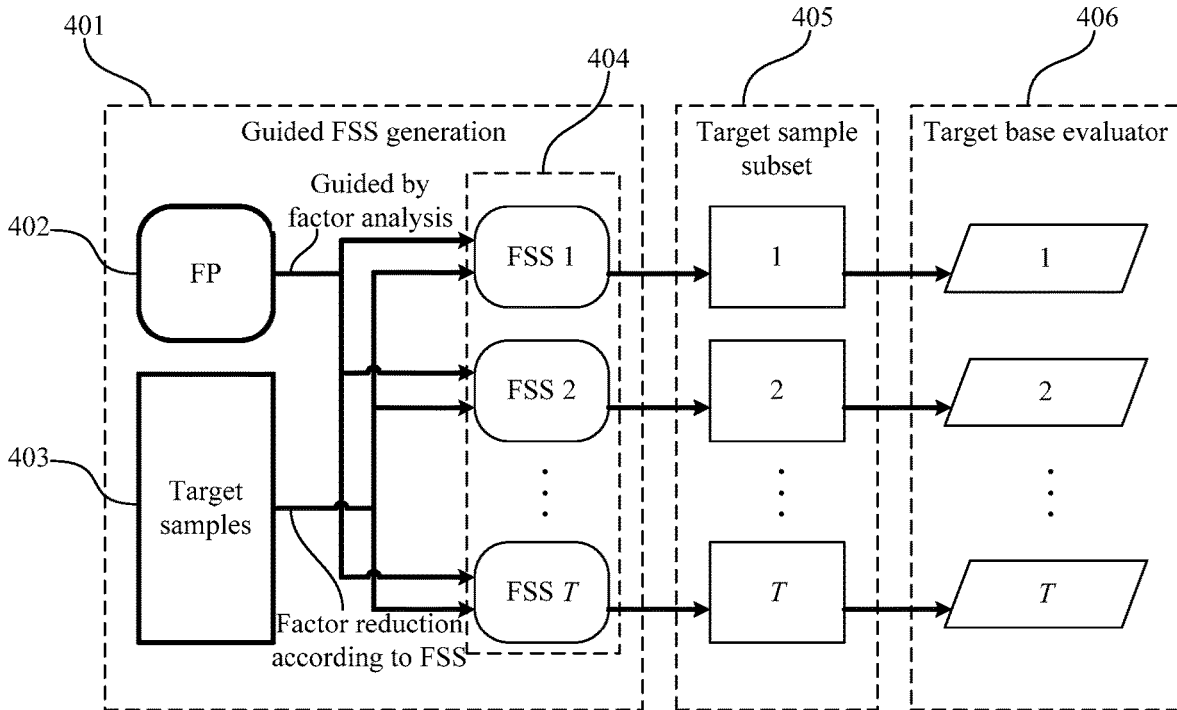 401
405
406
404
Guided FSS generation
Target sample
subset
Target base evaluator
Guided by
factor analysis
402
FP
FSS 1
1
1
FSS 2
2
2
403
Target
samples
FSS T
T
T
Factor reduction
according to FSS